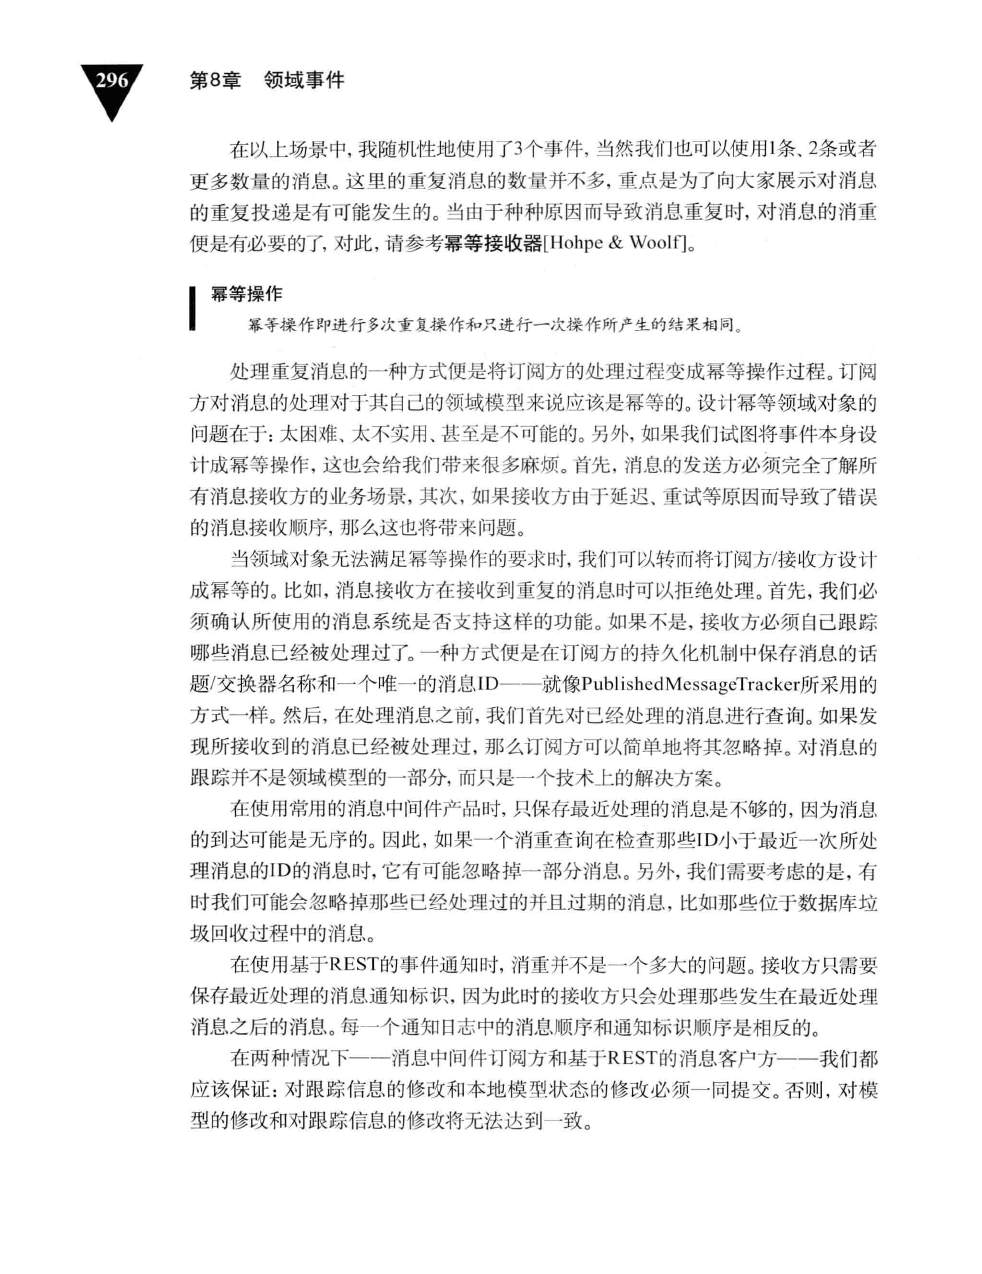 296
第8章 领域事件
在以上场景中，我随机性地使用了3个事件，当然我们也可以使用1条、2条或者
更多数量的消息。这里的重复消息的数量并不多，重点是为了向大家展示对消息
的重复投递是有可能发生的。当由于种种原因而导致消息重复时，对消息的消重
便是有必要的了，对此，请参考幂等接收器[Hohpe & Woolf]。
幂等操作
幂等操作即进行多次重复操作和只进行一次操作所产生的结果相同。
处理重复消息的一种方式便是将订阅方的处理过程变成幂等操作过程。订阅
方对消息的处理对于其自己的领域模型来说应该是幂等的。设计幂等领域对象的
问题在于：太困难、太不实用、甚至是不可能的。另外，如果我们试图将事件本身设
计成幂等操作，这也会给我们带来很多麻烦。首先，消息的发送方必须完全了解所
有消息接收方的业务场景，其次，如果接收方由于延迟、重试等原因而导致了错误
的消息接收顺序，那么这也将带来问题。
当领域对象无法满足幂等操作的要求时，我们可以转而将订阅方/接收方设计
成幂等的。比如，消息接收方在接收到重复的消息时可以拒绝处理。首先，我们必
须确认所使用的消息系统是否支持这样的功能。如果不是，接收方必须自己跟踪
哪些消息已经被处理过了。一种方式便是在订阅方的持久化机制中保存消息的话
题/交换器名称和一个唯一的消息ID——就像PublishedMessageTracker所采用的
方式一样。然后，在处理消息之前，我们首先对已经处理的消息进行查询。如果发
现所接收到的消息已经被处理过，那么订阅方可以简单地将其忽略掉。对消息的
跟踪并不是领域模型的一部分，而只是一个技术上的解决方案。
在使用常用的消息中间件产品时，只保存最近处理的消息是不够的，因为消息
的到达可能是无序的。因此，如果一个消重查询在检查那些ID小于最近一次所处
理消息的ID的消息时，它有可能忽略掉一部分消息。另外，我们需要考虑的是，有
时我们可能会忽略掉那些已经处理过的并且过期的消息，比如那些位于数据库垃
圾回收过程中的消息。
在使用基于REST的事件通知时，消重并不是一个多大的问题。接收方只需要
保存最近处理的消息通知标识，因为此时的接收方只会处理那些发生在最近处理
消息之后的消息。每一个通知日志中的消息顺序和通知标识顺序是相反的。
在两种情况下——消息中间件订阅方和基于REST的消息客户方——我们都
应该保证：对跟踪信息的修改和本地模型状态的修改必须一同提交。否则，对模
型的修改和对跟踪信息的修改将无法达到一致。